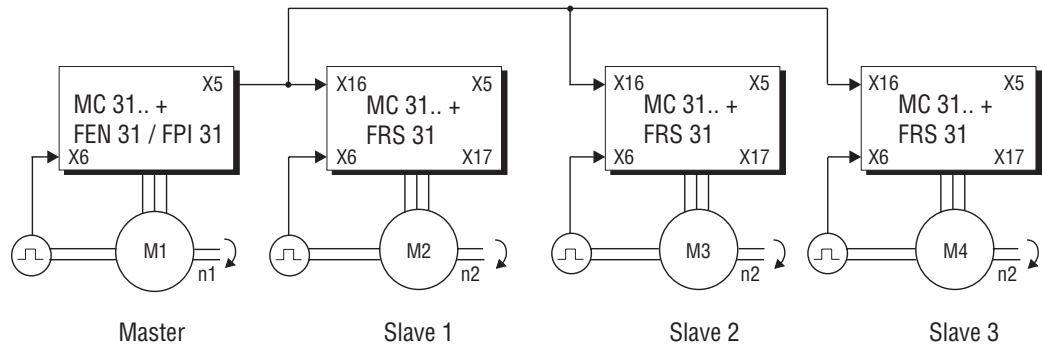 X5
MC 31.. +
FEN 31 / FPI 31
X6
M1
n1
Master
X16 X5
MC 31.. +
FRS 31
X6 X17
M2
n2
Slave 1
X16 X5
MC 31.. +
FRS 31
X6 X17
M3
n2
Slave 2
X16 X5
MC 31.. +
FRS 31
X6 X17
M4
n2
Slave 3